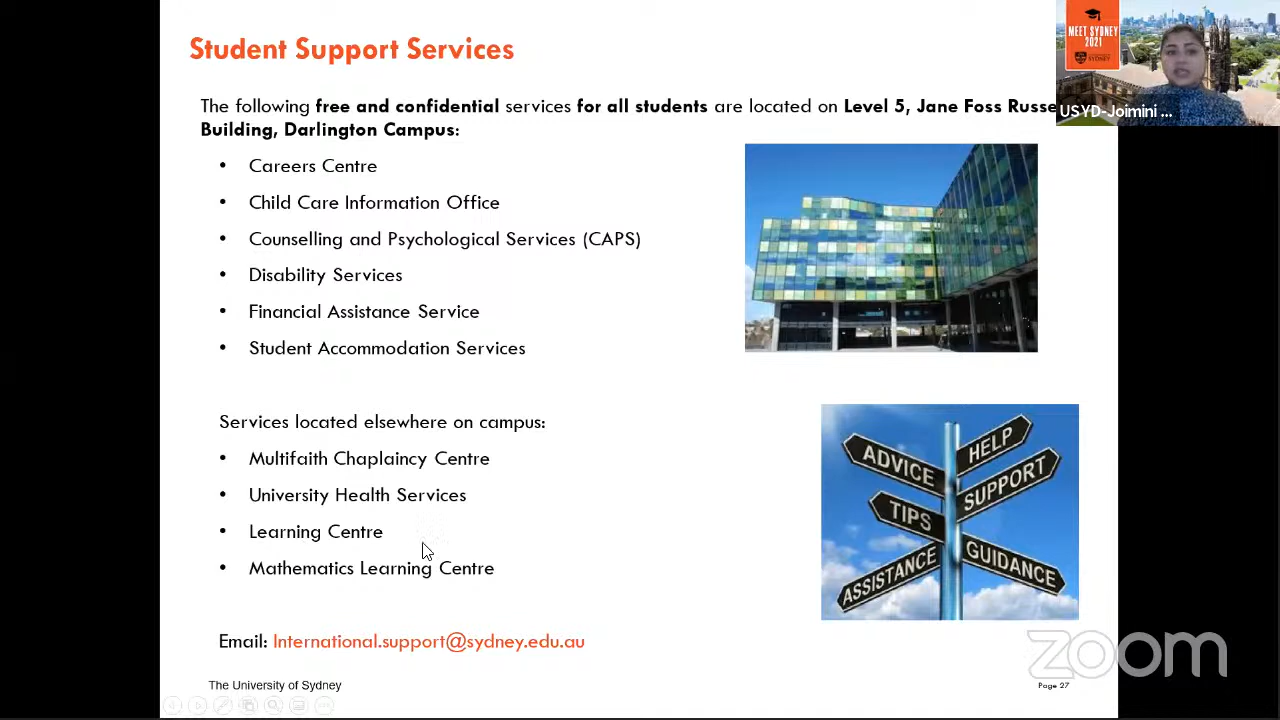 Student Support Services
MEET SYDNEY
2021
SYDNEY
The following free and confidential services for all students are located on Level 5, Jane Foss Russe
USYD-Joimini ...
Building, Darlington Campus:
• Careers Centre
• Child Care Information Office
• Counselling and Psychological Services (CAPS)
• Disability Services
• Financial Assistance Service
• Student Accommodation Services
Services located elsewhere on campus:
• Multifaith Chaplaincy Centre
• University Health Services
• Learning Centre
• Mathematics Learning Centre
ADVICE
HELP
SUPPORT
TIPS
ASSISTANCE
GUIDANCE
Email: International.support@sydney.edu.au
zoom
The University of Sydney
Page 27